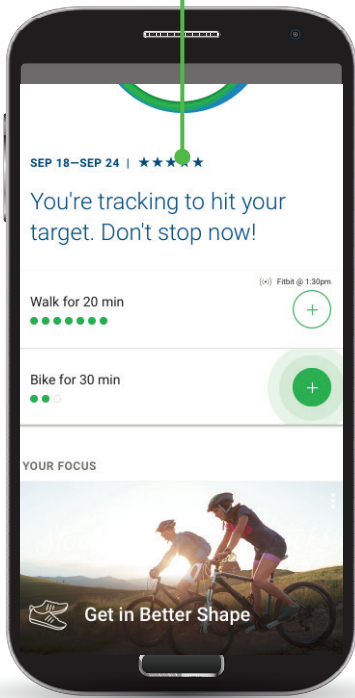 SEP 18—SEP 24 | ★★★★★
You're tracking to hit your
target. Don't stop now!
Fitbit @ 1:30pm
Walk for 20 min
Bike for 30 min
YOUR FOCUS
Get in Better Shape